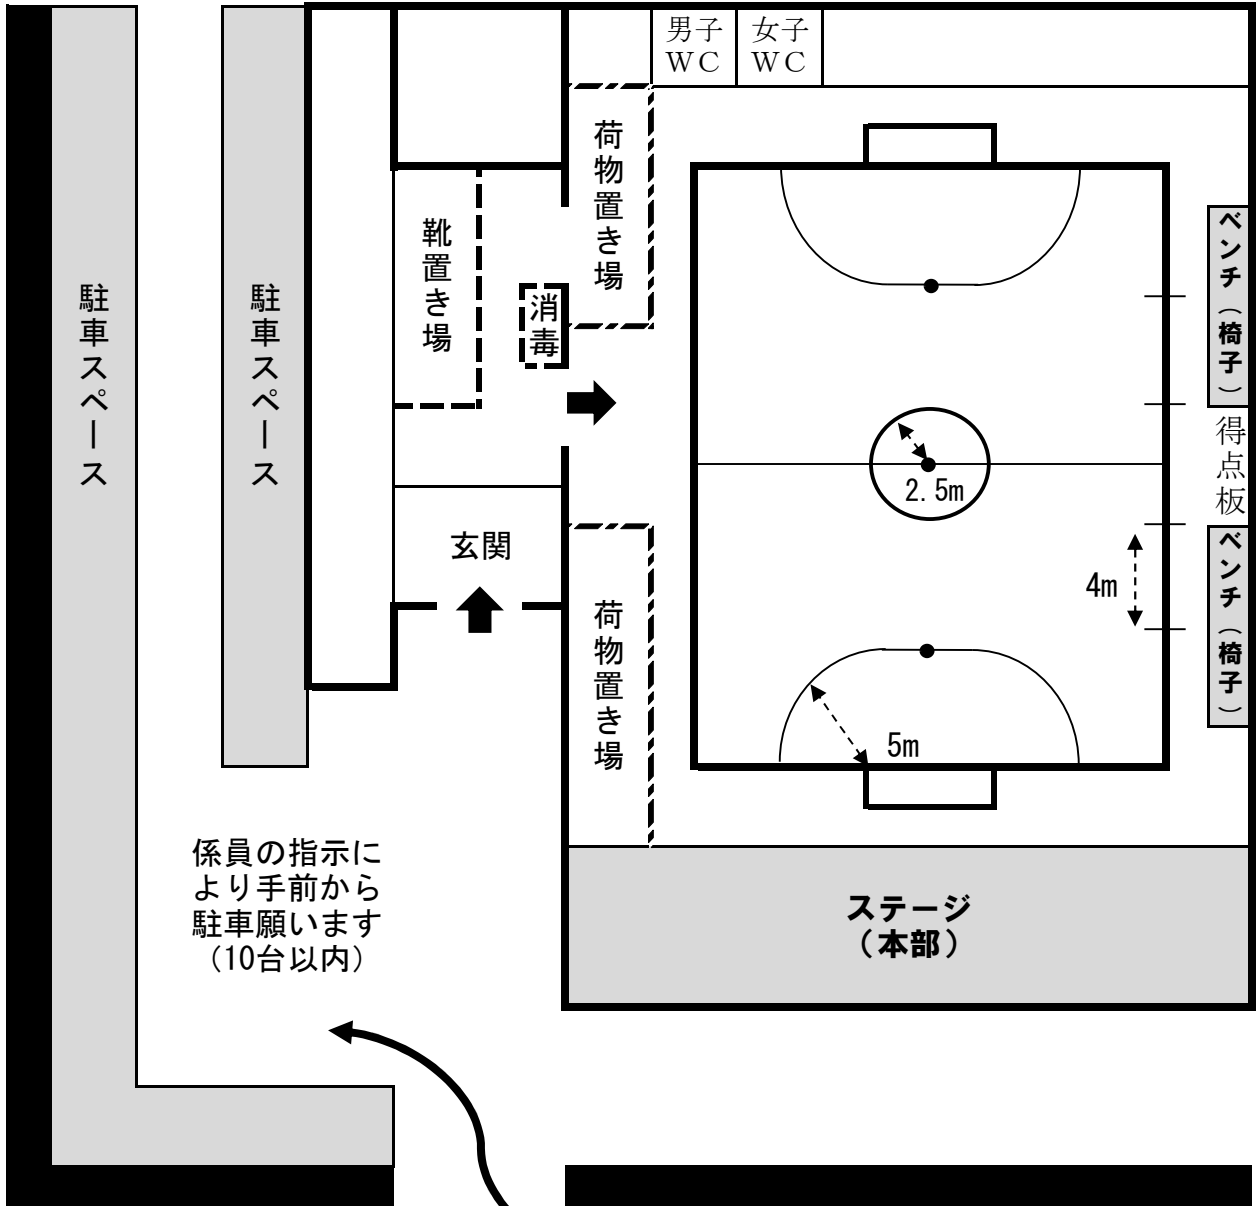 男子
ＷＣ
女子
ＷＣ
荷物置き場
靴置き場
消毒
駐車スペース
駐車スペース
ベンチ（椅子）
得点板
2.5m
玄関
ベンチ（椅子）
4m
荷物置き場
5m
係員の指示に
より手前から
駐車願います
（10台以内）
ステージ
（本部）